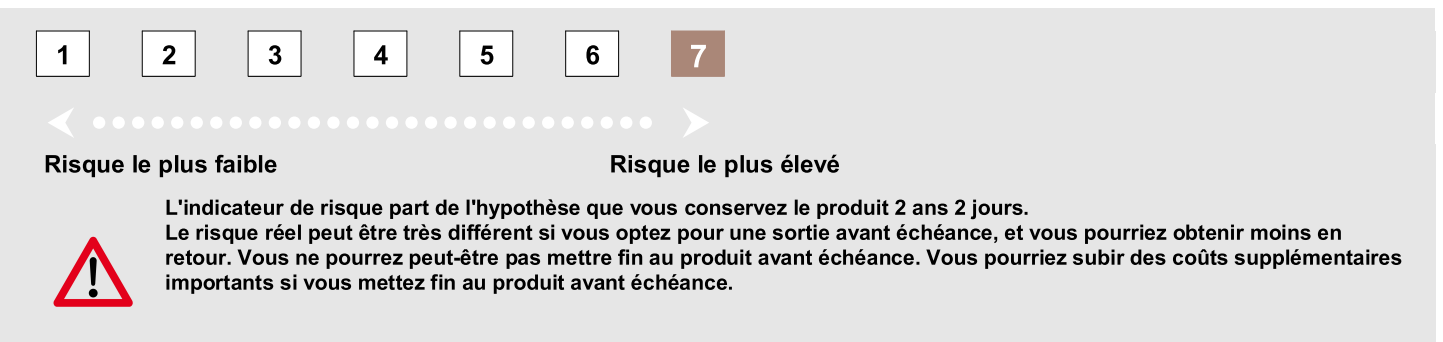 1 2 3 4 5 6 7
Risque le plus faible Risque le plus élevé
L'indicateur de risque part de l'hypothèse que vous conservez le produit 2 ans 2 jours.
Le risque réel peut être très différent si vous optez pour une sortie avant échéance, et vous pourriez obtenir moins en
retour. Vous ne pourrez peut-être pas mettre fin au produit avant échéance. Vous pourriez subir des coûts supplémentaires
importants si vous mettez fin au produit avant échéance.